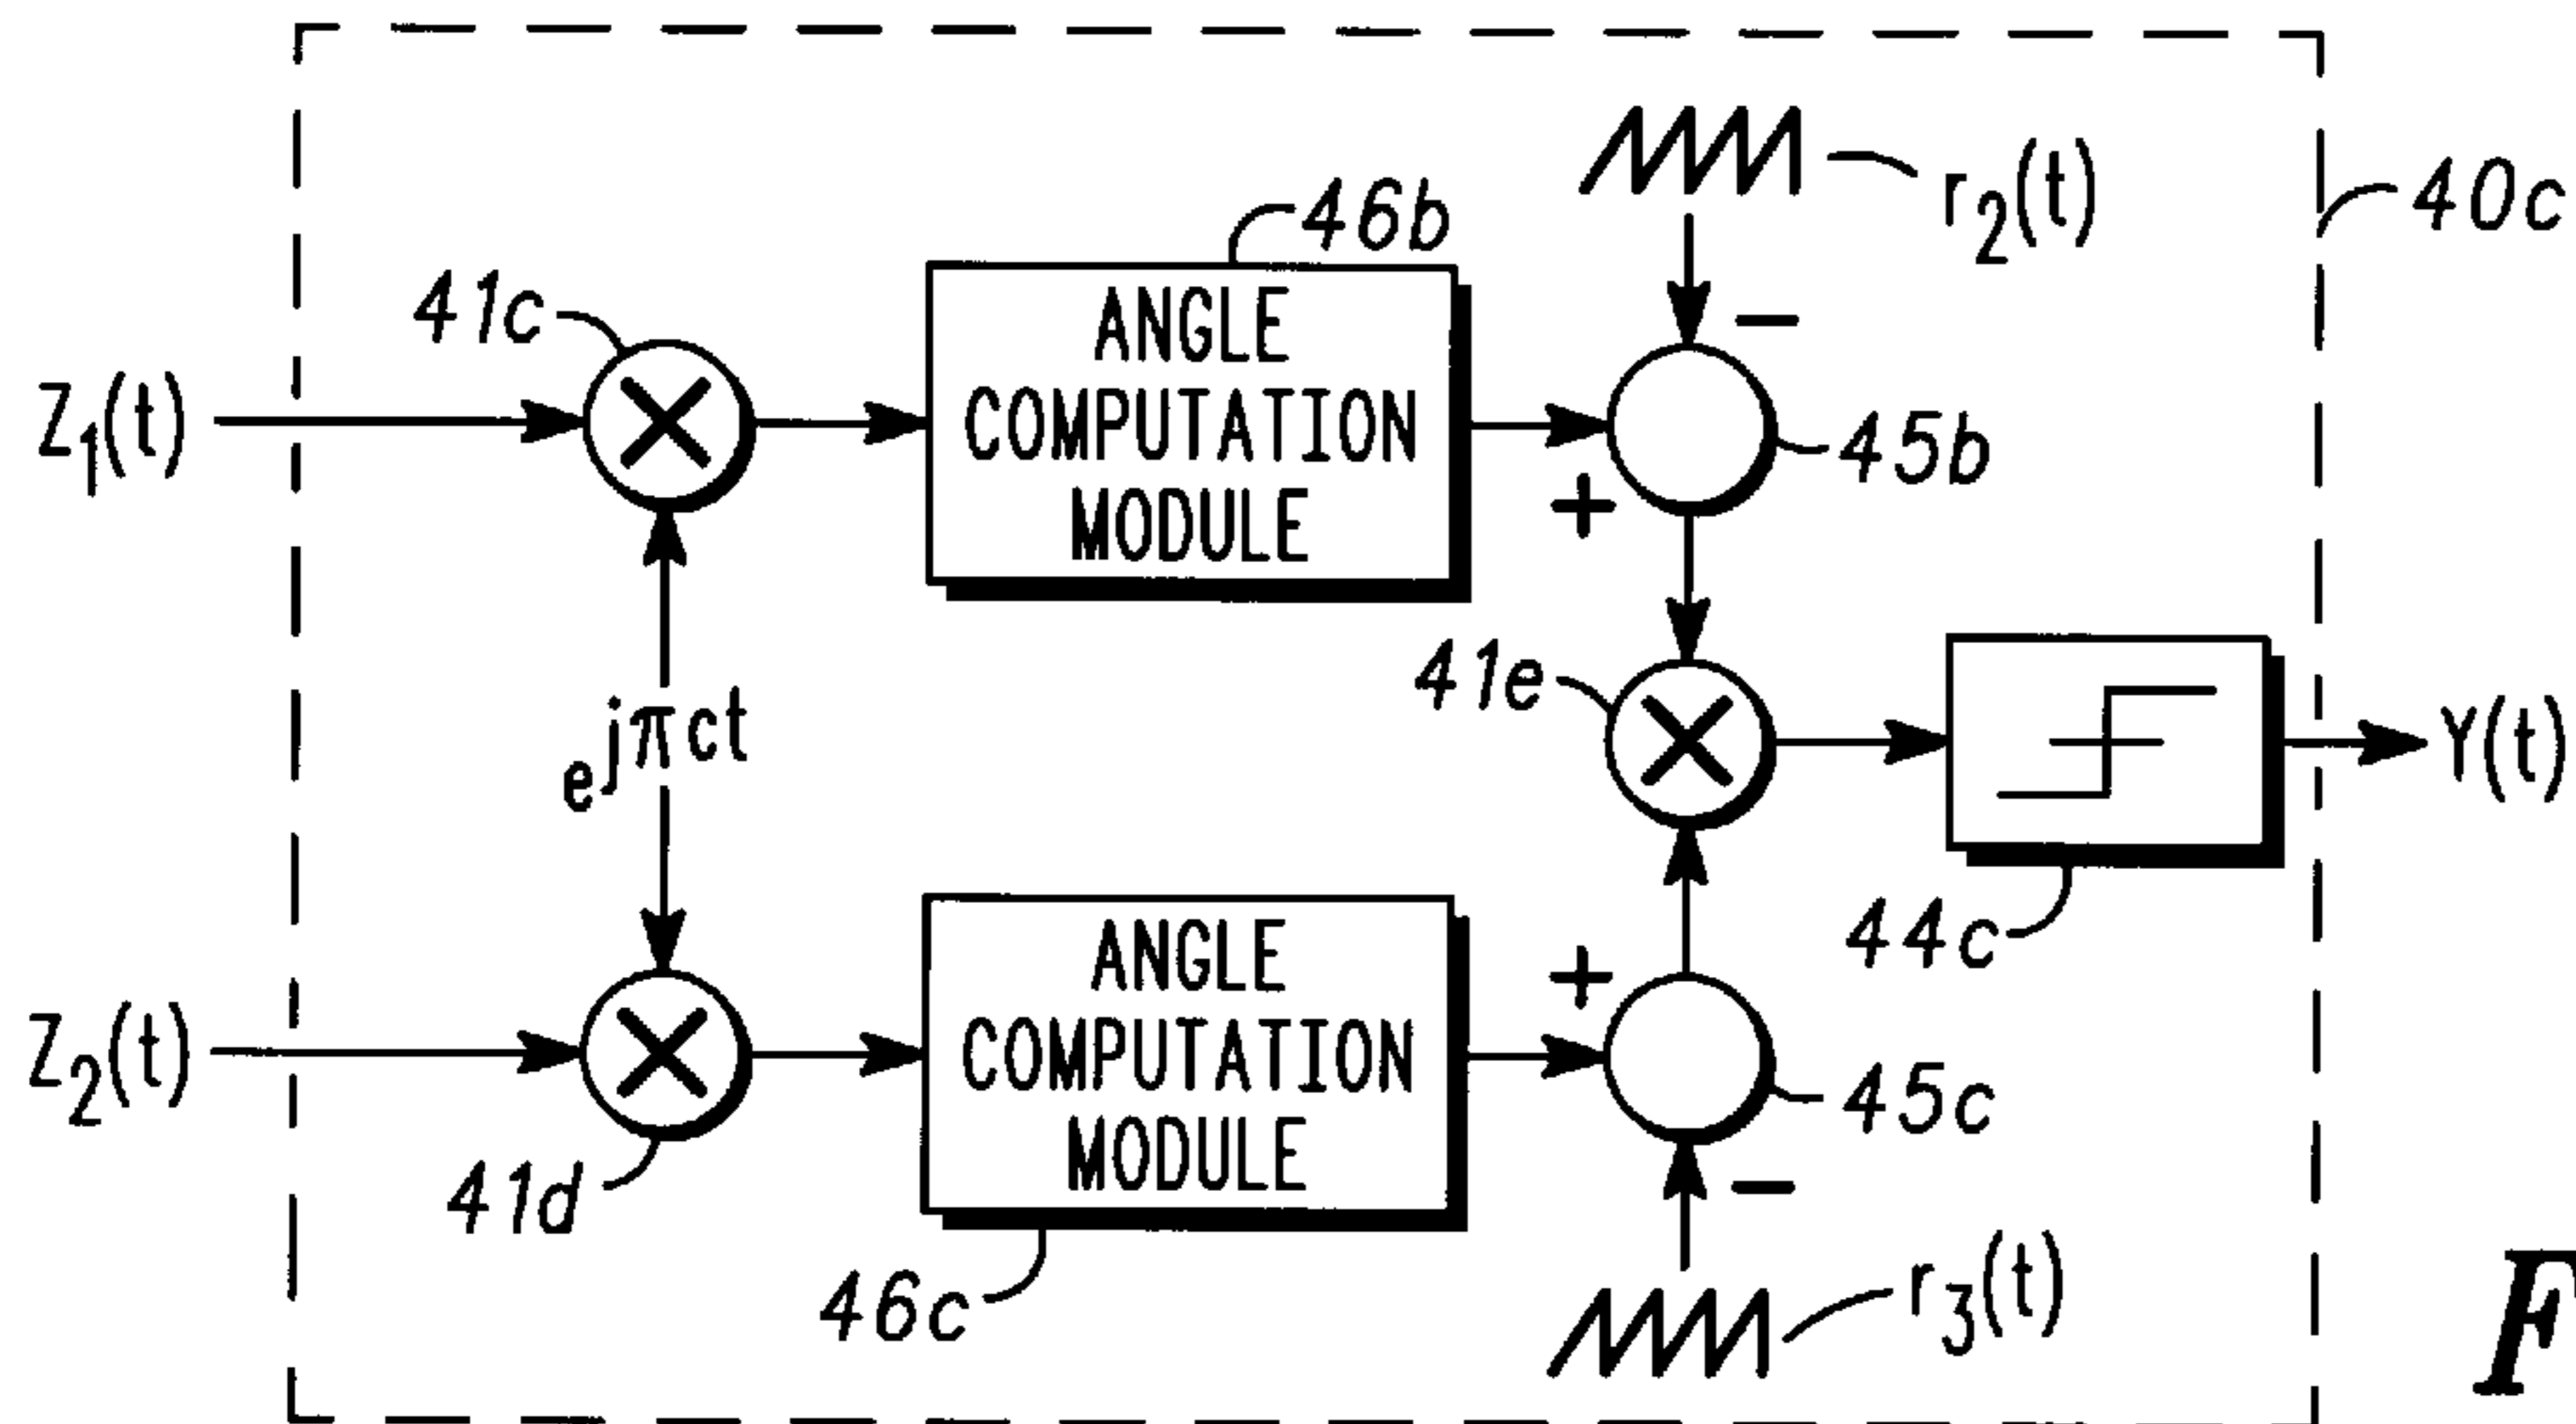 r₂(t)
40c
46b
41c
ANGLE
COMPUTATION
MODULE
−
Z₁(t)
45b
+
41e
e^jπct
Y(t)
44c
ANGLE
COMPUTATION
MODULE
+
Z₂(t)
45c
41d
−
46c
r₃(t)
F